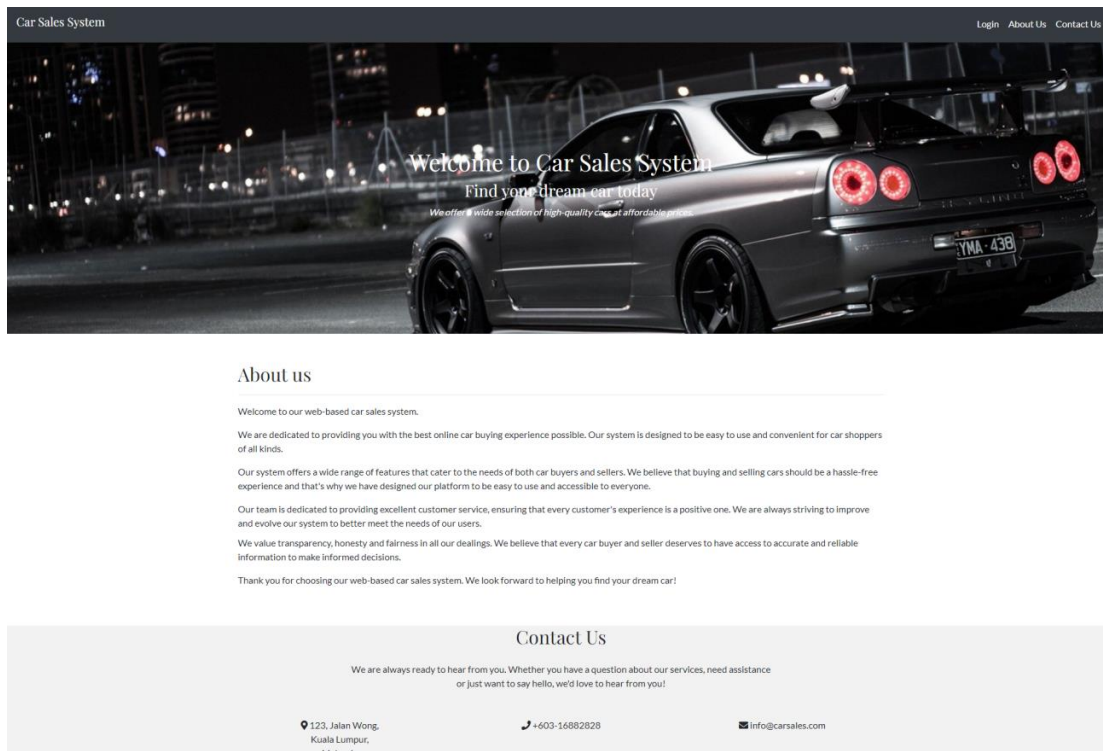 Car Sales System
Login About Us Contact Us
Welcome to Car Sales System
Find your dream car today
We offer a wide selection of high-quality cars at affordable prices.
YMA·438
About us
Welcome to our web-based car sales system.
We are dedicated to providing you with the best online car buying experience possible. Our system is designed to be easy to use and convenient for car shoppers
of all kinds.
Our system offers a wide range of features that cater to the needs of both car buyers and sellers. We believe that buying and selling cars should be a hassle-free
experience and that's why we have designed our platform to be easy to use and accessible to everyone.
Our team is dedicated to providing excellent customer service, ensuring that every customer's experience is a positive one. We are always striving to improve
and evolve our system to better meet the needs of our users.
We value transparency, honesty and fairness in all our dealings. We believe that every car buyer and seller deserves to have access to accurate and reliable
information to make informed decisions.
Thank you for choosing our web-based car sales system. We look forward to helping you find your dream car!
Contact Us
We are always ready to hear from you. Whether you have a question about our services, need assistance
or just want to say hello, we'd love to hear from you!
123, Jalan Wong,
Kuala Lumpur,
+603-16882828
info@carsales.com